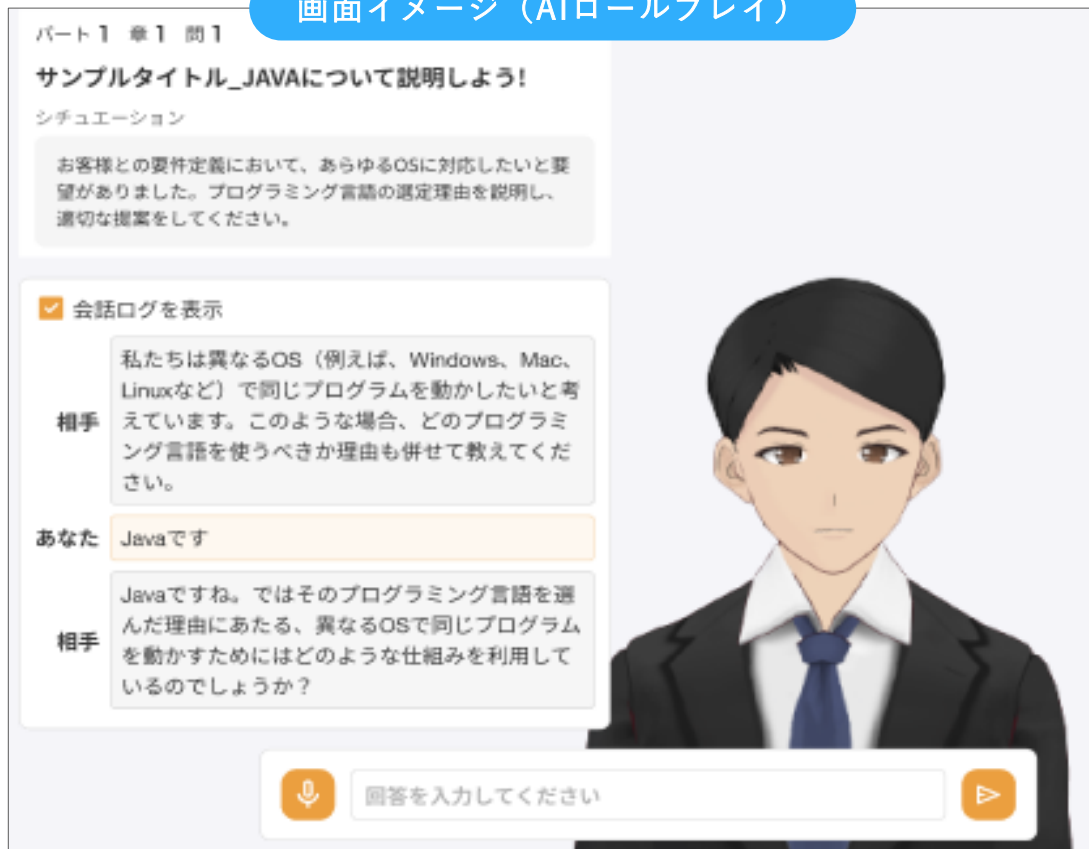 画面イメージ（AIロールプレイ）
パート1 章1 問1
サンプルタイトル_JAVAについて説明しよう!
シチュエーション
お客様との要件定義において、あらゆるOSに対応したいと要
望がありました。プログラミング言語の選定理由を説明し、
適切な提案をしてください。
会話ログを表示
相手
私たちは異なるOS（例えば、Windows、Mac、
Linuxなど）で同じプログラムを動かしたいと考
えています。このような場合、どのプログラミ
ング言語を使うべきか理由も併せて教えてくだ
さい。
あなた
Javaです
相手
Javaですね。ではそのプログラミング言語を選
んだ理由にあたる、異なるOSで同じプログラム
を動かすためにはどのような仕組みを利用して
いるのでしょうか？
回答を入力してください